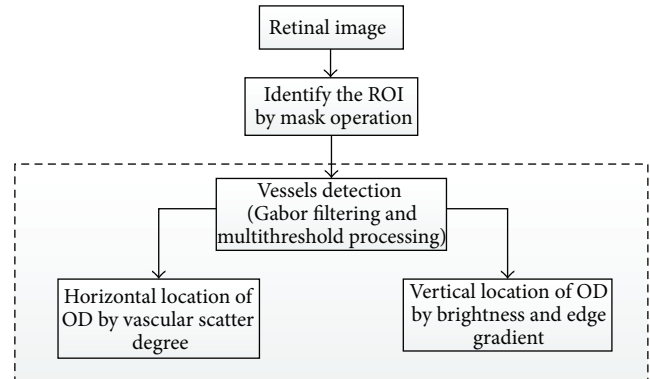 Retinal image
Identify the ROI
by mask operation
Vessels detection
(Gabor filtering and
multithreshold processing)
Horizontal location of
OD by vascular scatter
degree
Vertical location of OD
by brightness and edge
gradient